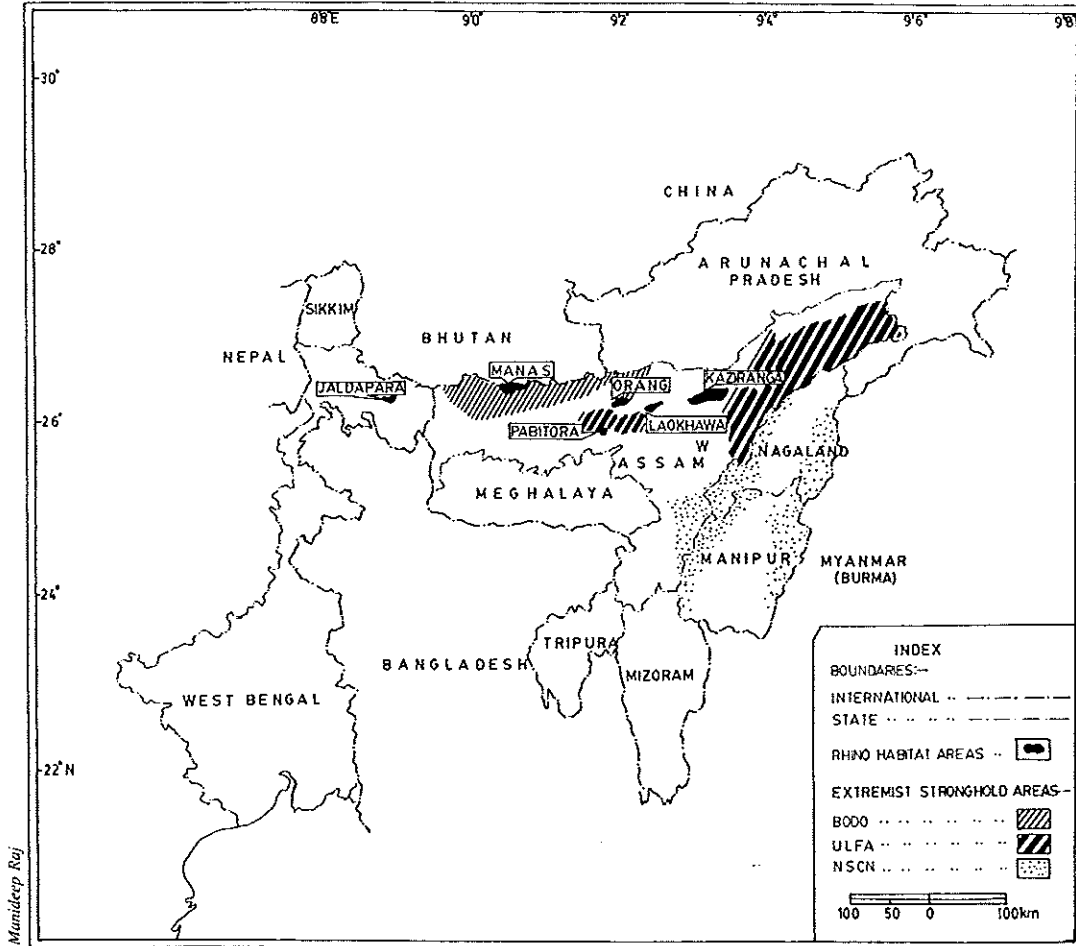 88°E 90° 92° 94° 96° 98°
30°
CHINA
28°
ARUNACHAL
PRADESH
SIKKIM
BHUTAN
NEPAL
MANAS
JALDAPARA
ORANG
KAZIRANGA
26°
PABITORA
LAOKHAWA
W
NAGALAND
ASSAM
MEGHALAYA
MANIPUR
MYANMAR
(BURMA)
24°
TRIPURA
BANGLADESH
MIZORAM
WEST BENGAL
22°N
INDEX
BOUNDARIES:-
INTERNATIONAL
STATE
RHINO HABITAT AREAS
EXTREMIST STRONGHOLD AREAS-
BODO
ULFA
NSCN
100 50 0 100km
Munideep Raj